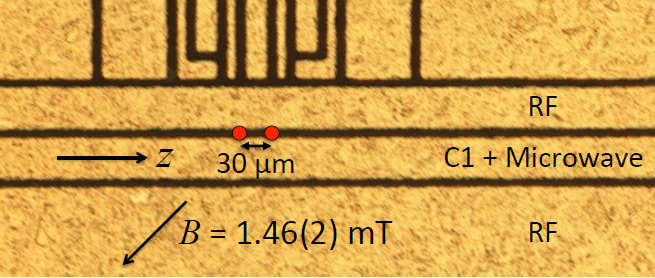 RF
z
30 µm
C1 + Microwave
B = 1.46(2) mT
RF